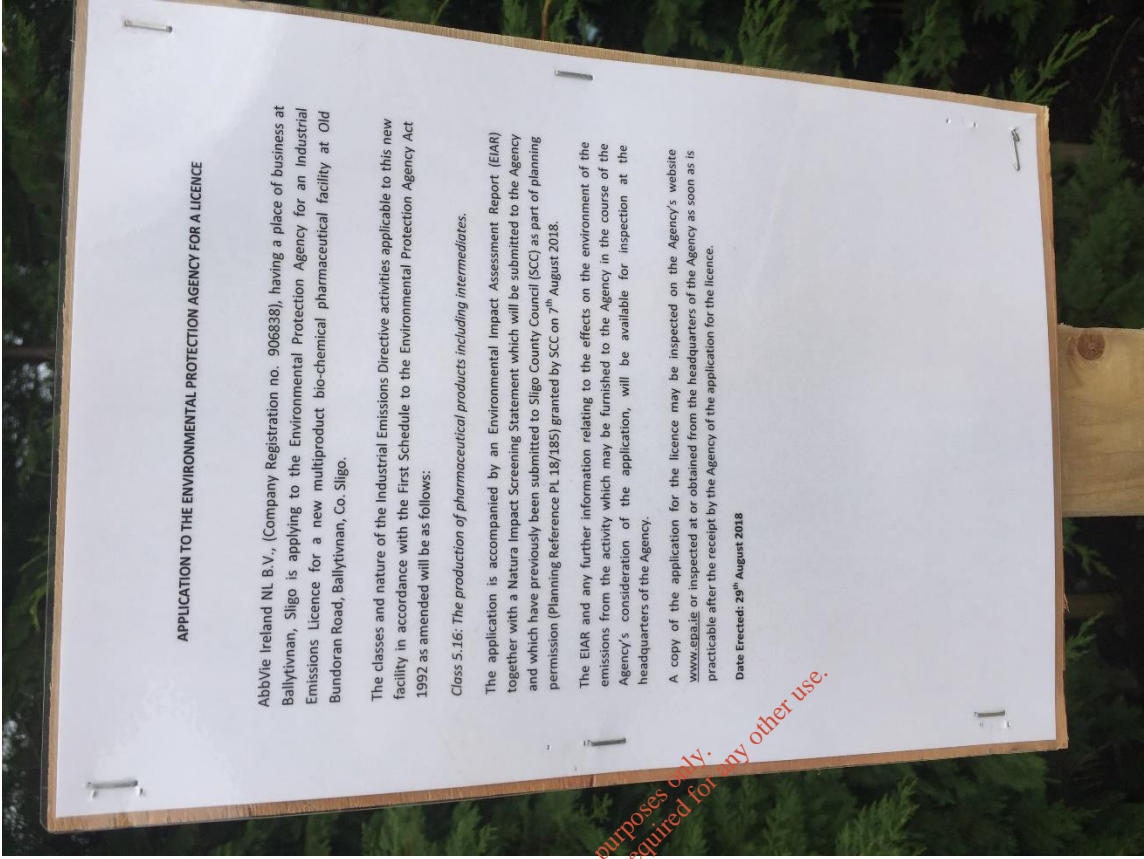 APPLICATION TO THE ENVIRONMENTAL PROTECTION AGENCY FOR A LICENCE
AbbVie Ireland NL B.V., (Company Registration no. 906838), having a place of business at
Ballytivnan, Sligo is applying to the Environmental Protection Agency for an Industrial
Emissions Licence for a new multiproduct bio-chemical pharmaceutical facility at Old
Bundoran Road, Ballytivnan, Co. Sligo.
The classes and nature of the Industrial Emissions Directive activities applicable to this new
facility in accordance with the First Schedule to the Environmental Protection Agency Act
1992 as amended will be as follows:
Class 5.16: The production of pharmaceutical products including intermediates.
The application is accompanied by an Environmental Impact Assessment Report (EIAR)
together with a Natura Impact Screening Statement which will be submitted to the Agency
and which have previously been submitted to Sligo County Council (SCC) as part of planning
permission (Planning Reference PL 18/185) granted by SCC on 7th August 2018.
The EIAR and any further information relating to the effects on the environment of the
emissions from the activity which may be furnished to the Agency in the course of the
Agency's consideration of the application, will be available for inspection at the
headquarters of the Agency.
A copy of the application for the licence may be inspected on the Agency's website
www.epa.ie or inspected at or obtained from the headquarters of the Agency as soon as is
practicable after the receipt by the Agency of the application for the licence.
Date Erected: 29th August 2018
purposes only.
required for any other use.